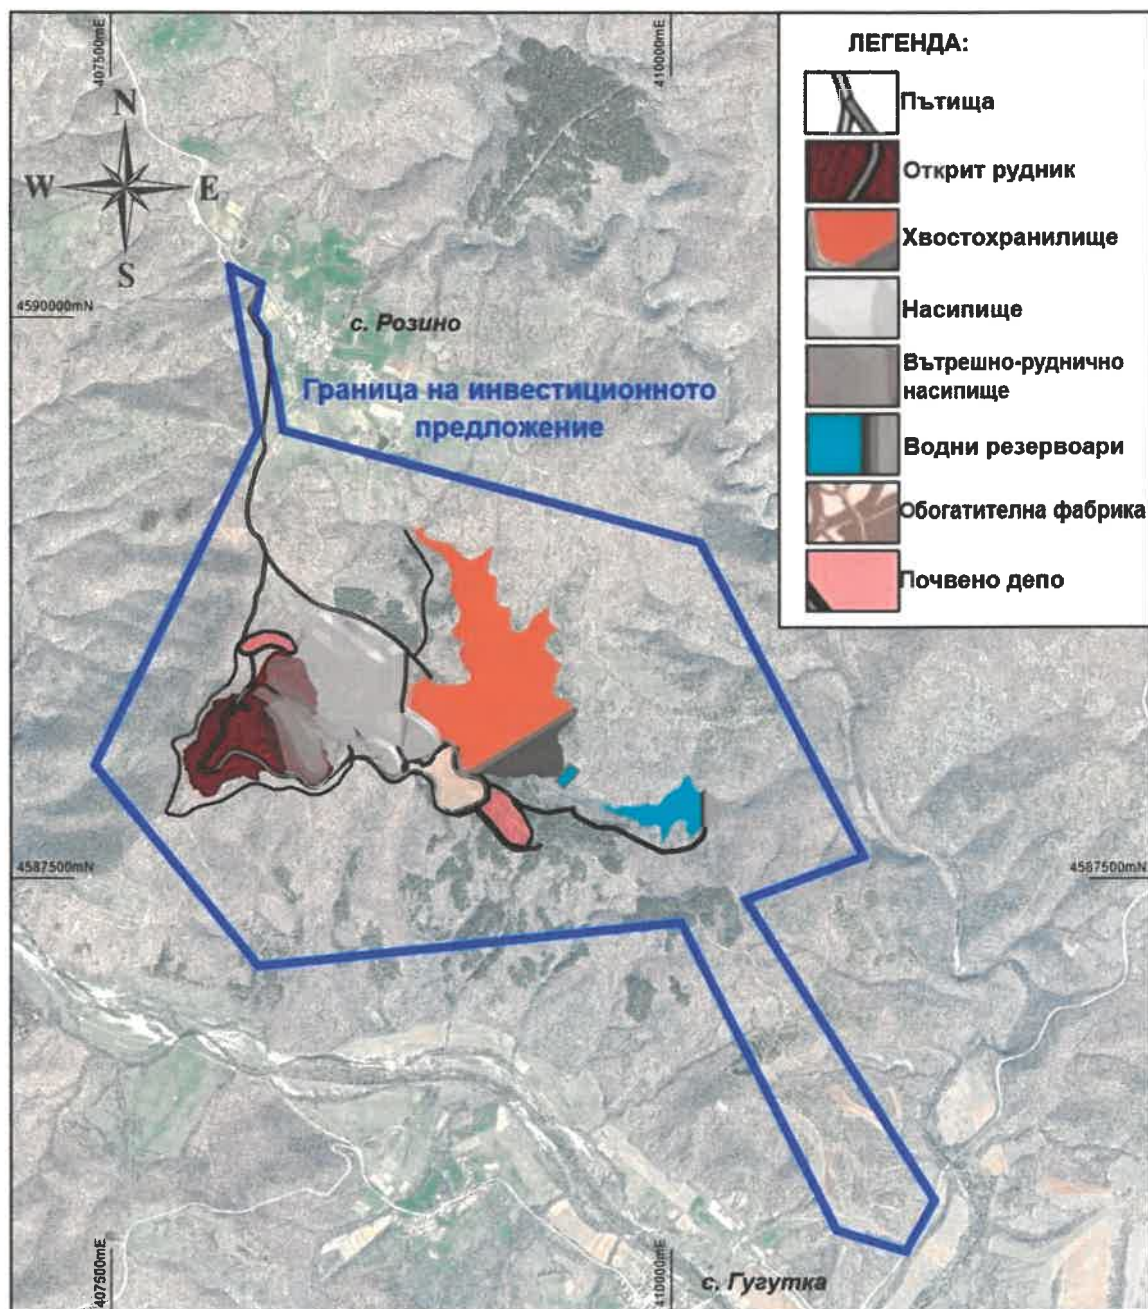 407500mE
410000mE
ЛЕГЕНДА:
Пътища
Открит рудник
Хвостохранилище
Насипище
Вътрешно-руднично
насипище
Водни резервоари
Обогатителна фабрика
Почвено депо
N
W
E
S
4590000mN
с. Розино
Граница на инвестиционното
предложение
4587500mN
4587500mN
407500mE
410000mE
с. Гугутка